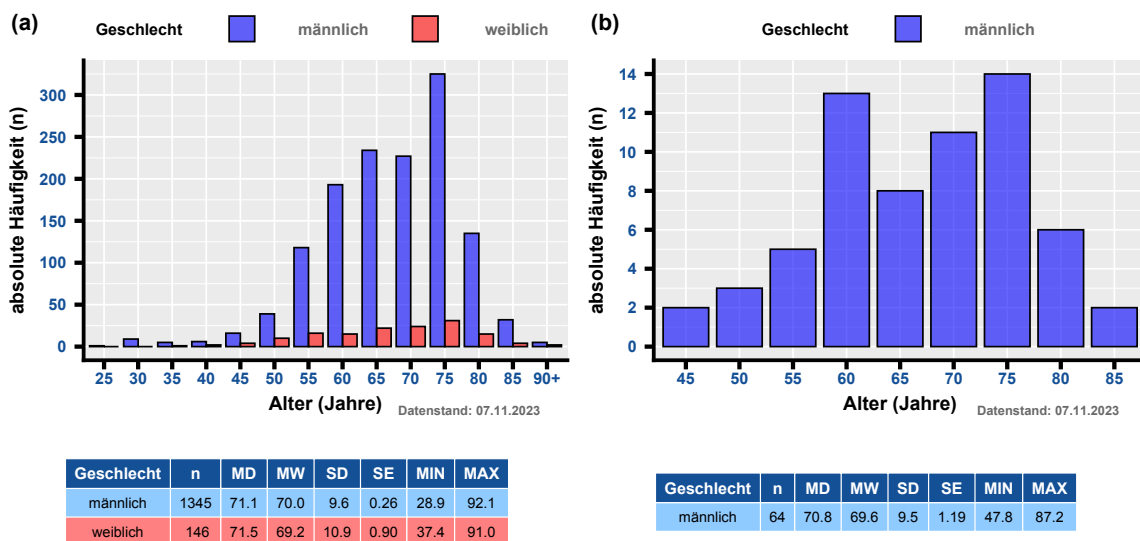 (a)
Geschlecht männlich weiblich
absolute Häufigkeit (n)
300
250
200
150
100
50
0
25 30 35 40 45 50 55 60 65 70 75 80 85 90+
Alter (Jahre)
Datenstand: 07.11.2023
Geschlecht n MD MW SD SE MIN MAX
männlich 1345 71.1 70.0 9.6 0.26 28.9 92.1
weiblich 146 71.5 69.2 10.9 0.90 37.4 91.0
(b)
Geschlecht männlich
absolute Häufigkeit (n)
14
12
10
8
6
4
2
0
45 50 55 60 65 70 75 80 85
Alter (Jahre)
Datenstand: 07.11.2023
Geschlecht n MD MW SD SE MIN MAX
männlich 64 70.8 69.6 9.5 1.19 47.8 87.2